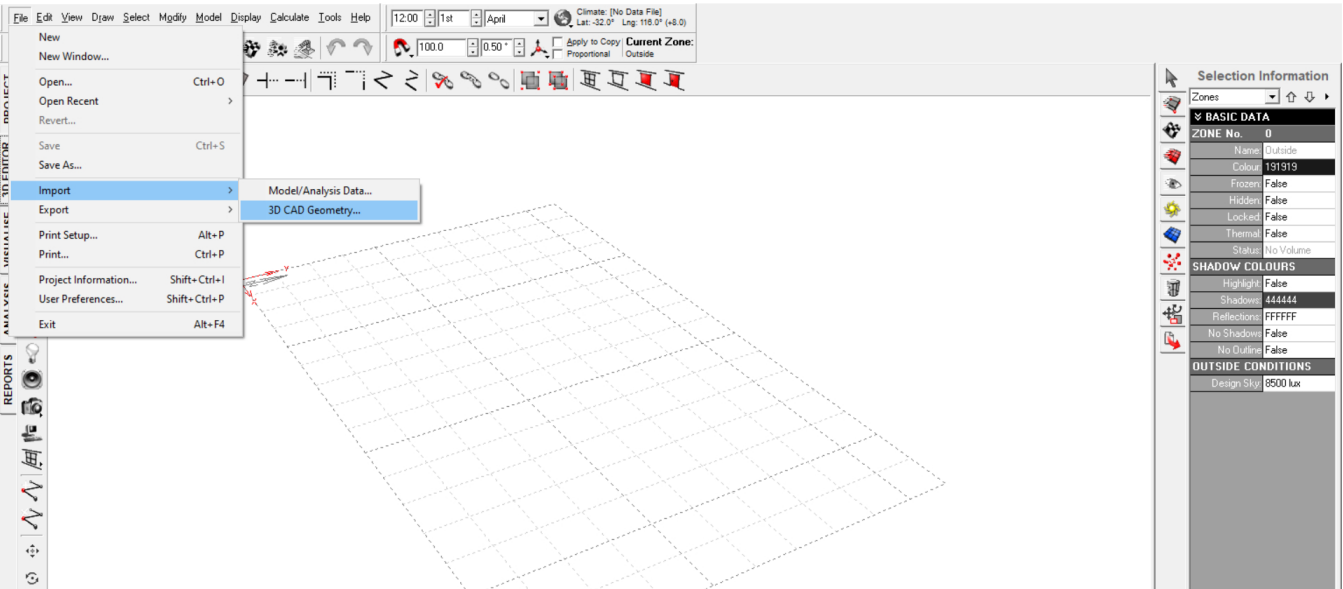 File Edit View Draw Select Modify Model Display Calculate Tools Help
12:00 1st April
Climate: [No Data File]
Lat: -32.0° Lng: 116.0° (+8.0)
100.0 0.50 °
Apply to Copy
Proportional
Current Zone:
Outside
New
New Window...
Open... Ctrl+O
Open Recent
Revert...
Save Ctrl+S
Save As...
Import
Export
Print Setup... Alt+P
Print... Ctrl+P
Project Information... Shift+Ctrl+I
User Preferences... Shift+Ctrl+P
Exit Alt+F4
Model/Analysis Data...
3D CAD Geometry...
PROJECT
3D EDITOR
VISUALISE
ANALYSIS
REPORTS
Y
X
Selection Information
Zones
BASIC DATA
ZONE No. 0
Name: Outside
Colour: 191919
Frozen: False
Hidden: False
Locked: False
Thermal: False
Status: No Volume
SHADOW COLOURS
Highlight: False
Shadows: 444444
Reflections: FFFFFF
No Shadow: False
No Outline: False
OUTSIDE CONDITIONS
Design Sky: 8500 lux